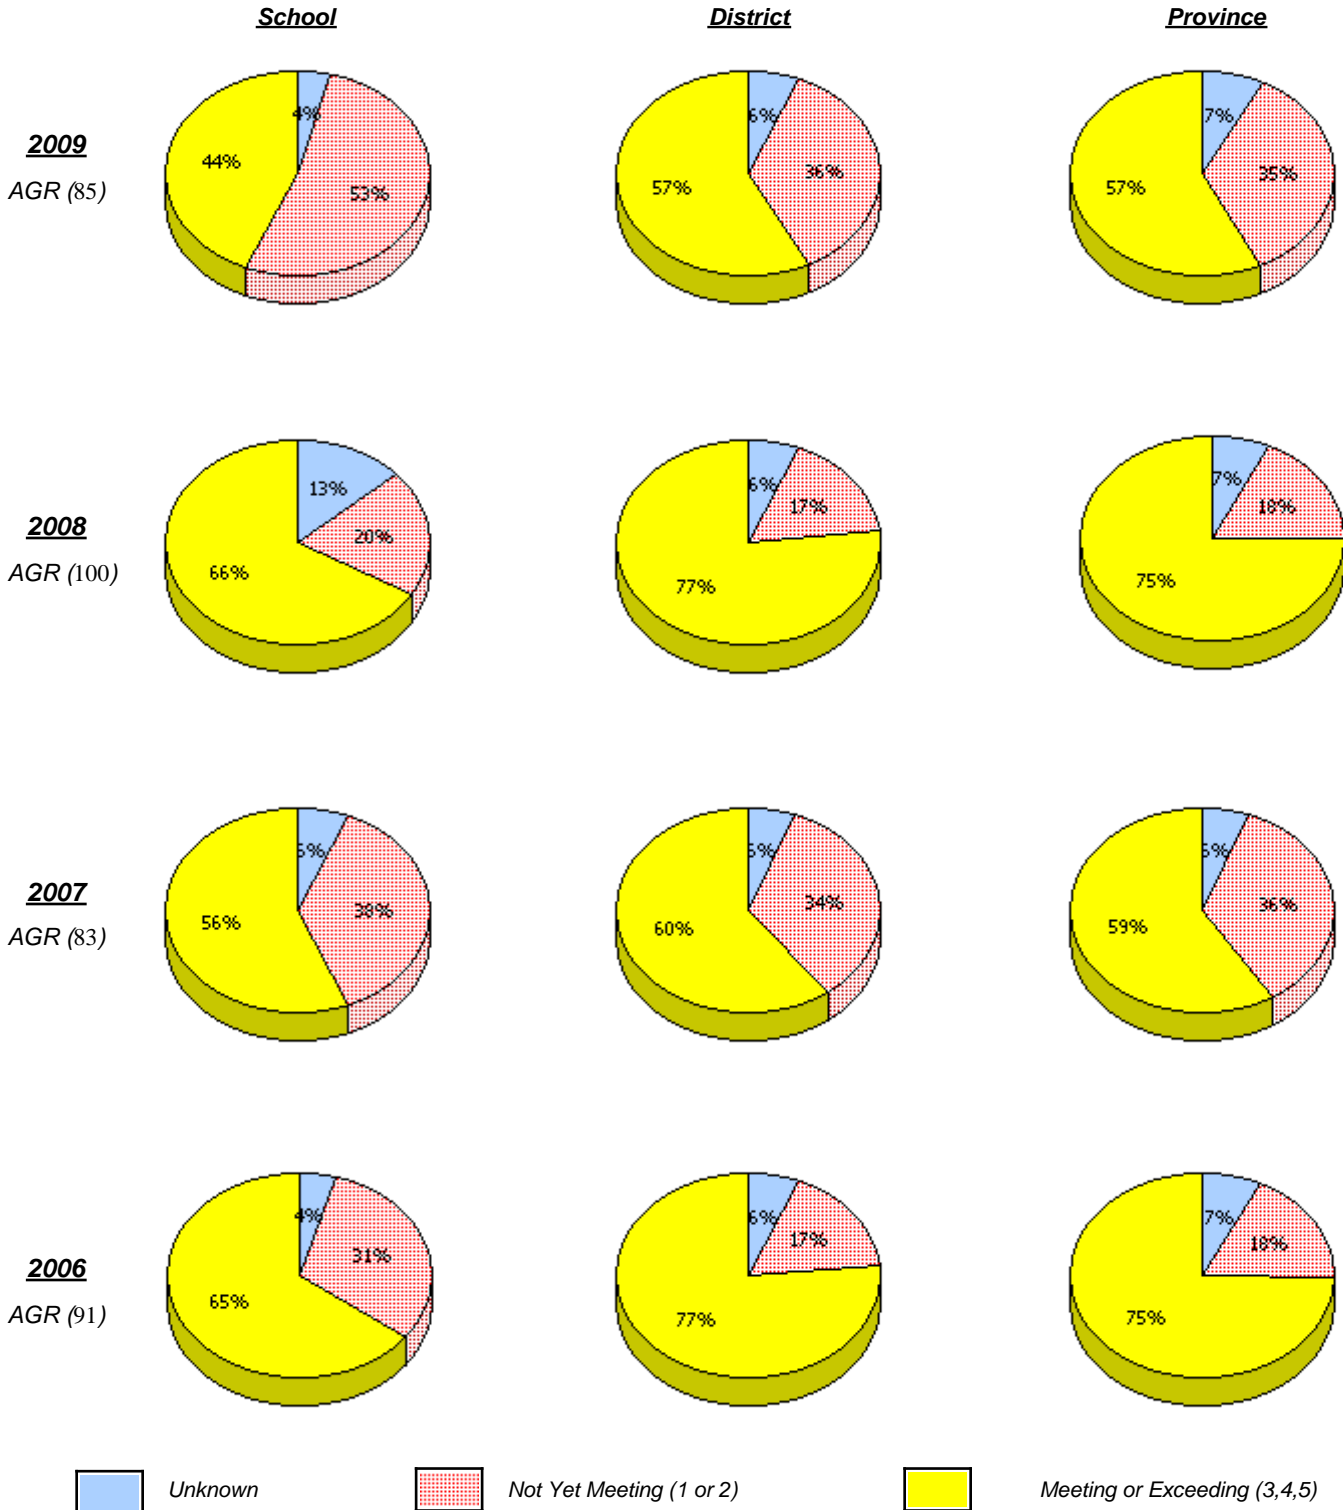 School District Province
4% 6% 7%
2009
44% 53% 57% 36% 57% 35%
AGR (85)
13% 6% 7%
20% 17% 18%
2008
AGR (100)
66% 77% 75%
2007
56% 38% 60% 34% 59% 36%
AGR (83)
4% 6% 7%
31% 17% 18%
2006
65% 77% 75%
AGR (91)
Unknown Not Yet Meeting (1 or 2) Meeting or Exceeding (3,4,5)